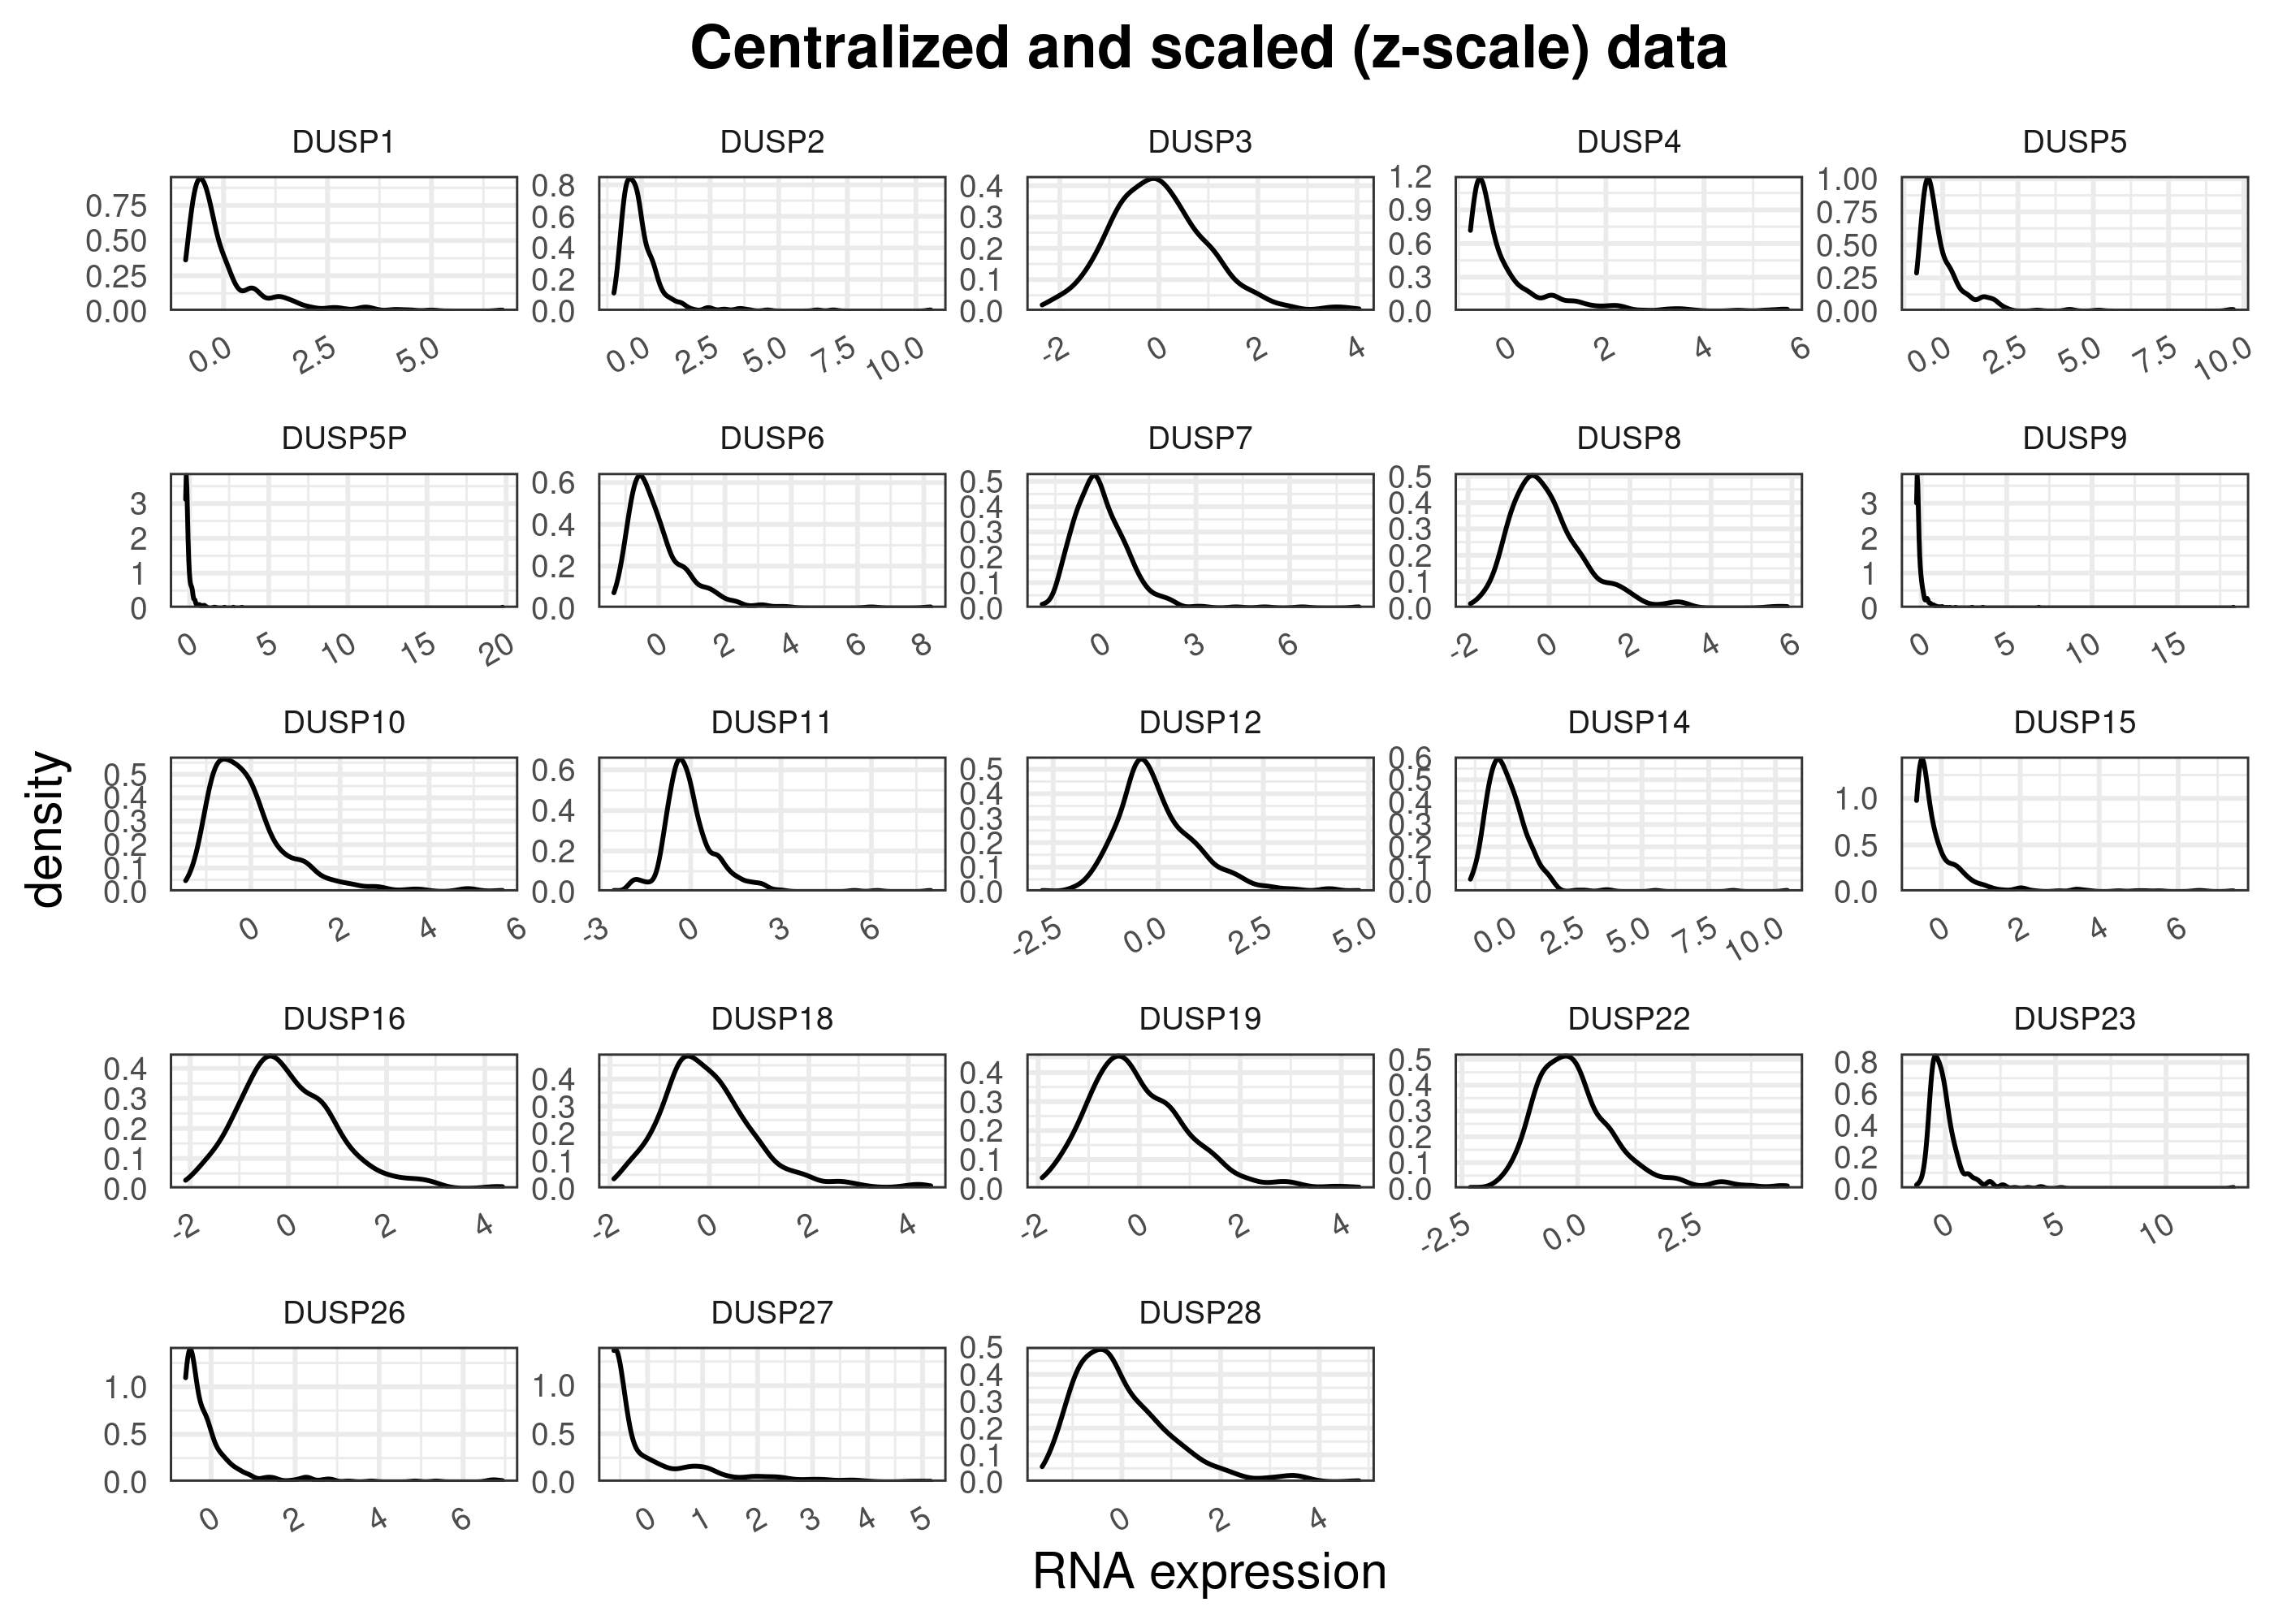 Centralized and scaled (z-scale) data
DUSP1 DUSP2 DUSP3 DUSP4 DUSP5
0.75 0.50 0.25 0.00
0.8 0.6 0.4 0.2 0.0
0.4 0.3 0.2 0.1 0.0
1.2 0.9 0.6 0.3 0.0
1.00 0.75 0.50 0.25 0.00
0.0 2.5 5.0
0.0 2.5 5.0 7.5 10.0
-2 0 2 4
0 2 4 6
0.0 2.5 5.0 7.5 10.0
DUSP5P DUSP6 DUSP7 DUSP8 DUSP9
3 2 1 0
0.6 0.4 0.2 0.0
0.5 0.4 0.3 0.2 0.1 0.0
0.5 0.4 0.3 0.2 0.1 0.0
3 2 1 0
0 5 10 15 20
0 2 4 6 8
0 3 6
-2 0 2 4 6
0 5 10 15
DUSP10 DUSP11 DUSP12 DUSP14 DUSP15
0.5 0.4 0.3 0.2 0.1 0.0
0.6 0.4 0.2 0.0
0.5 0.4 0.3 0.2 0.1 0.0
0.6 0.5 0.4 0.3 0.2 0.1 0.0
1.0 0.5 0.0
0 2 4 6
-3 0 3 6
-2.5 0.0 2.5 5.0
0.0 2.5 5.0 7.5 10.0
0 2 4 6
DUSP16 DUSP18 DUSP19 DUSP22 DUSP23
0.4 0.3 0.2 0.1 0.0
0.4 0.3 0.2 0.1 0.0
0.4 0.3 0.2 0.1 0.0
0.5 0.4 0.3 0.2 0.1 0.0
0.8 0.6 0.4 0.2 0.0
-2 0 2 4
-2 0 2 4
-2 0 2 4
-2.5 0.0 2.5
0 5 10
DUSP26 DUSP27 DUSP28
1.0 0.5 0.0
1.0 0.5 0.0
0.5 0.4 0.3 0.2 0.1 0.0
0 2 4 6
0 1 2 3 4 5
0 2 4
density
RNA expression